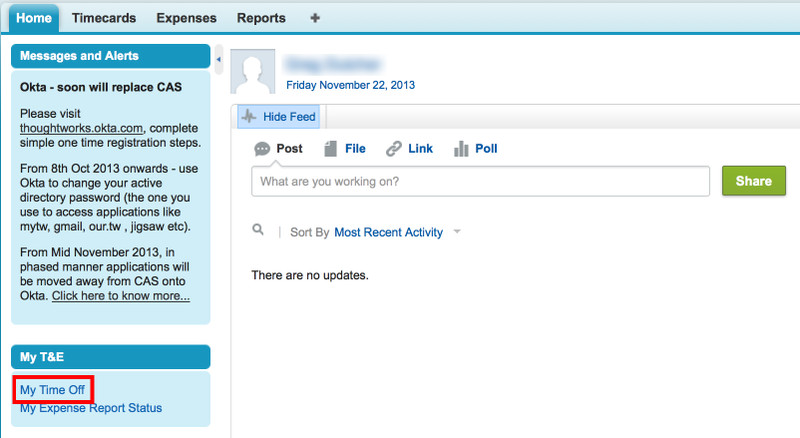 Home Timecards Expenses Reports +
Messages and Alerts
Okta - soon will replace CAS
Please visit
thoughtworks.okta.com, complete
simple one time registration steps.
From 8th Oct 2013 onwards - use
Okta to change your active
directory password (the one you
use to access applications like
mytw, gmail, our.tw , jigsaw etc).
From Mid November 2013, in
phased manner applications will
be moved away from CAS onto
Okta. Click here to know more...
My T&E
My Time Off
My Expense Report Status
Friday November 22, 2013
Hide Feed
Post File Link Poll
What are you working on?
Share
Sort By Most Recent Activity
There are no updates.